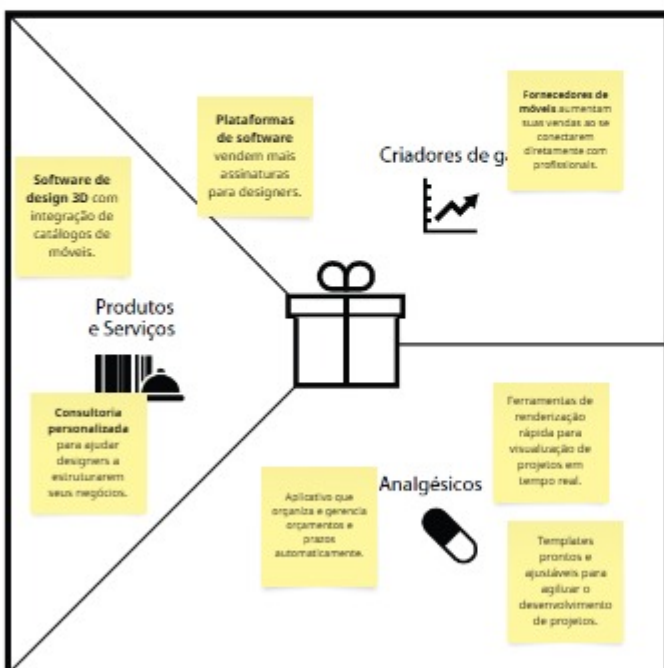 Software de
design 3D com
integração de
catálogos de
móveis.
Produtos
e Serviços
Consultoria
personalizada
para ajudar
designers a
estruturarem
seus negócios.
Plataformas
de software
vendem mais
assinaturas
para designers.
Criadores de ga
Fornecedores de
móveis aumentam
suas vendas ao se
conectarem
diretamente com
profissionais.
Analgésicos
Aplicativo que
organiza e gerencia
orçamentos e
prazos
automaticamente.
Ferramentas de
renderização
rápida para
visualização de
projetos em
tempo real.
Templates
prontos e
ajustáveis para
agilizar o
desenvolvimento
de projetos.